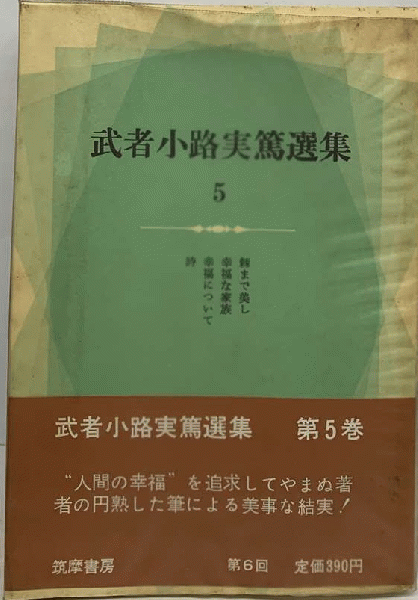 武者小路実篤選集
5
棘まで美し
幸福な家族
幸福について
詩
武者小路実篤選集 第5巻
“人間の幸福”を追求してやまぬ著
者の円熟した筆による美事な結実!
筑摩書房 第6回 定価390円